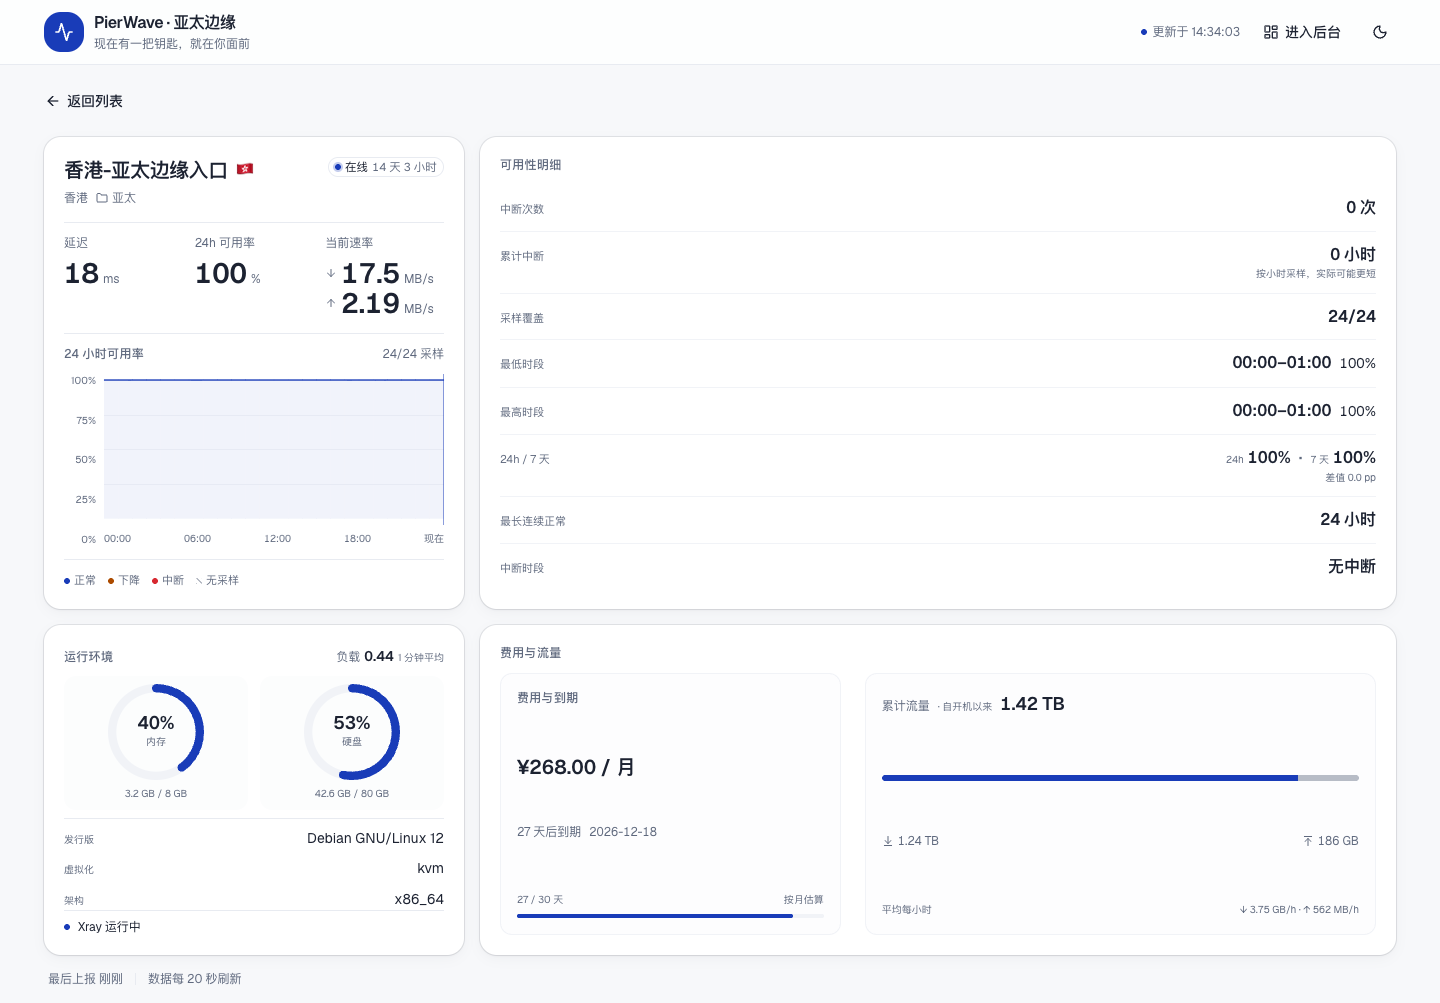 PierWave · 亚太边缘
现在有一把钥匙，就在你面前
更新于 14:34:03
进入后台
返回列表
香港-亚太边缘入口
在线 14 天 3 小时
香港 亚太
延迟
18 ms
24h 可用率
100 %
当前速率
↓ 17.5 MB/s
↑ 2.19 MB/s
24 小时可用率
24/24 采样
100%
75%
50%
25%
0%
00:00 06:00 12:00 18:00 现在
正常 下降 中断 无采样
可用性明细
中断次数 0 次
累计中断 0 小时
按小时采样，实际可能更短
采样覆盖 24/24
最低时段 00:00–01:00 100%
最高时段 00:00–01:00 100%
24h / 7 天 24h 100% · 7 天 100%
差值 0.0 pp
最长连续正常 24 小时
中断时段 无中断
运行环境
负载 0.44 1 分钟平均
40%
内存
3.2 GB / 8 GB
53%
硬盘
42.6 GB / 80 GB
发行版 Debian GNU/Linux 12
虚拟化 kvm
架构 x86_64
Xray 运行中
费用与流量
费用与到期
¥268.00 / 月
27 天后到期 2026-12-18
27 / 30 天 按月估算
累计流量 · 自开机以来 1.42 TB
↓ 1.24 TB
↑ 186 GB
平均每小时 ↓ 3.75 GB/h · ↑ 562 MB/h
最后上报 刚刚
数据每 20 秒刷新